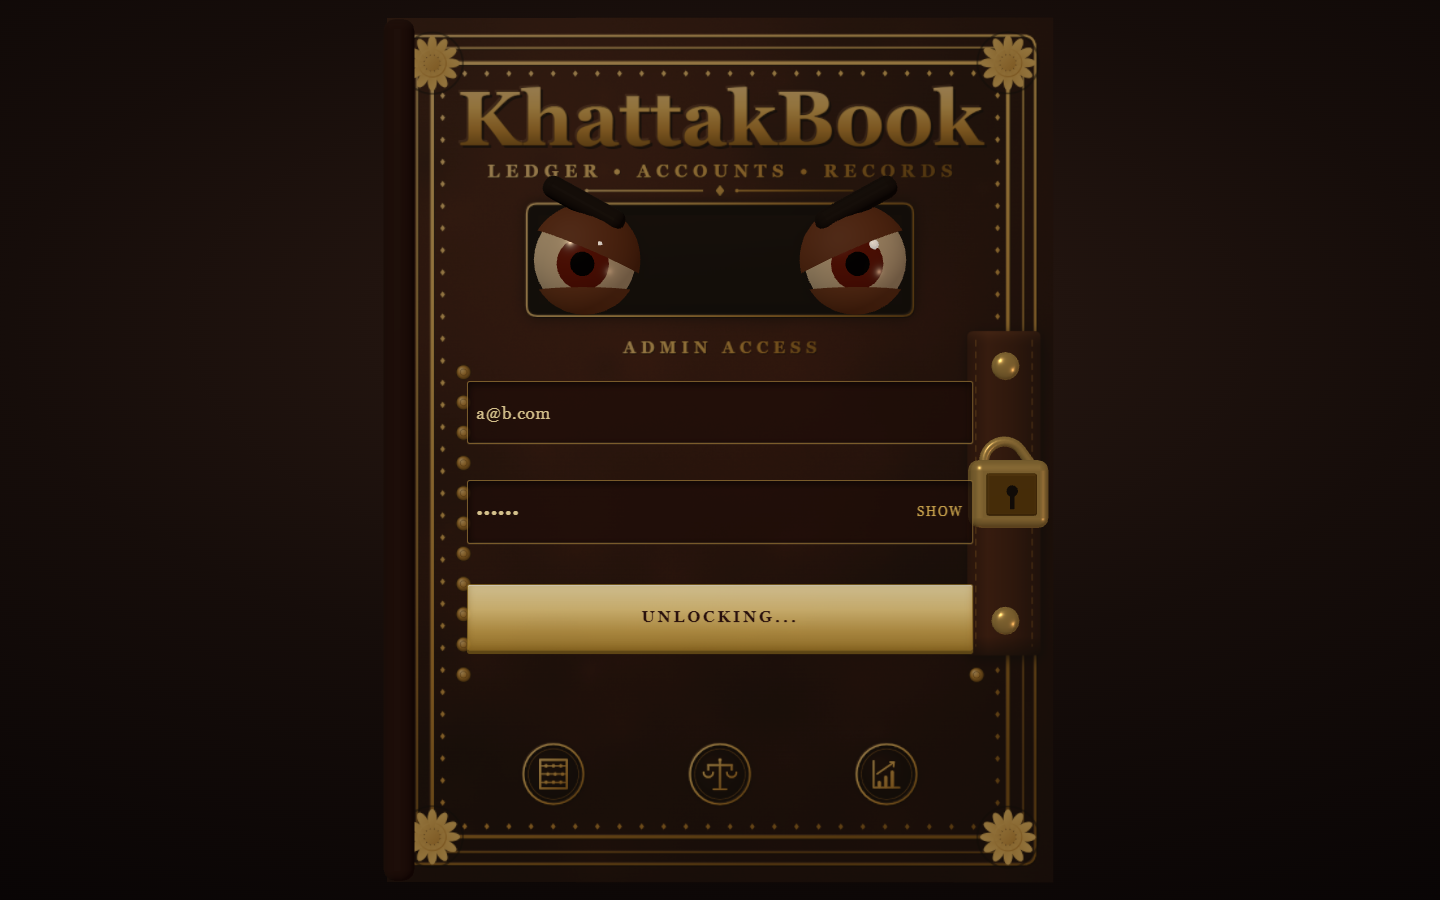 KhattakBook
LEDGER • ACCOUNTS • RECORDS
ADMIN ACCESS
a@b.com
•••••• SHOW
UNLOCKING...